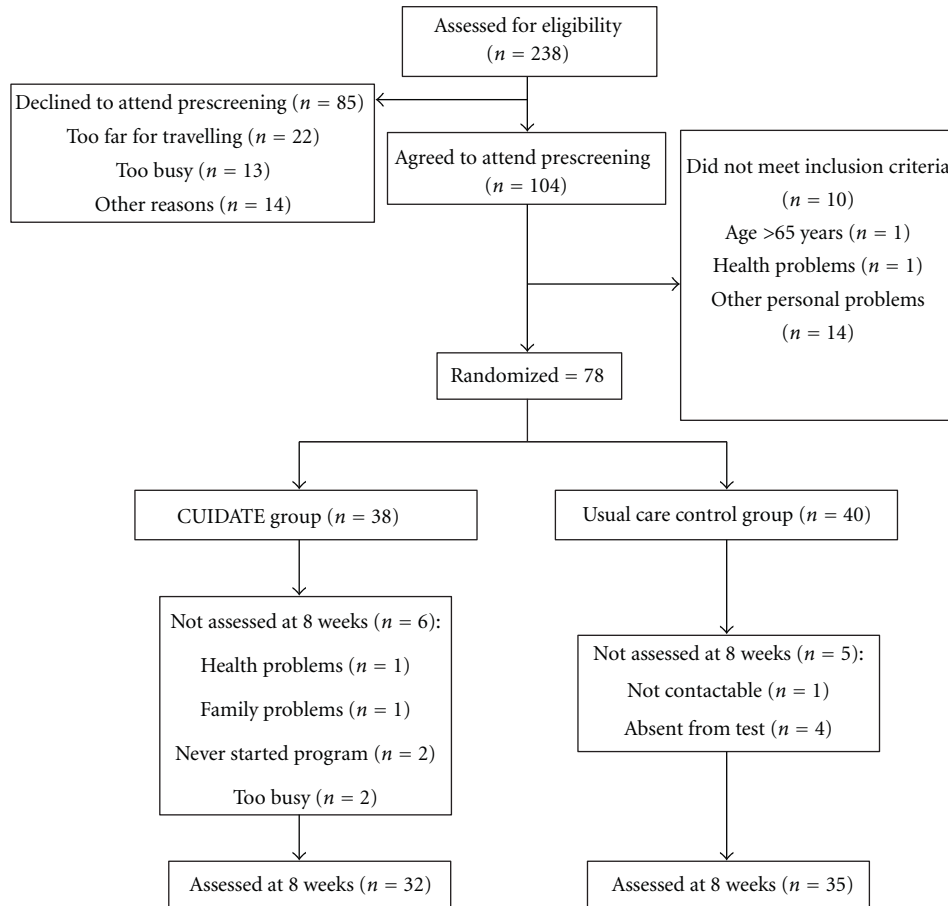 Assessed for eligibility
(n = 238)
Declined to attend prescreening (n = 85)
Too far for travelling (n = 22)
Too busy (n = 13)
Other reasons (n = 14)
Agreed to attend prescreening
(n = 104)
Did not meet inclusion criteria
(n = 10)
Age >65 years (n = 1)
Health problems (n = 1)
Other personal problems
(n = 14)
Randomized = 78
CUIDATE group (n = 38)
Usual care control group (n = 40)
Not assessed at 8 weeks (n = 6):
Health problems (n = 1)
Family problems (n = 1)
Never started program (n = 2)
Too busy (n = 2)
Not assessed at 8 weeks (n = 5):
Not contactable (n = 1)
Absent from test (n = 4)
Assessed at 8 weeks (n = 32)
Assessed at 8 weeks (n = 35)